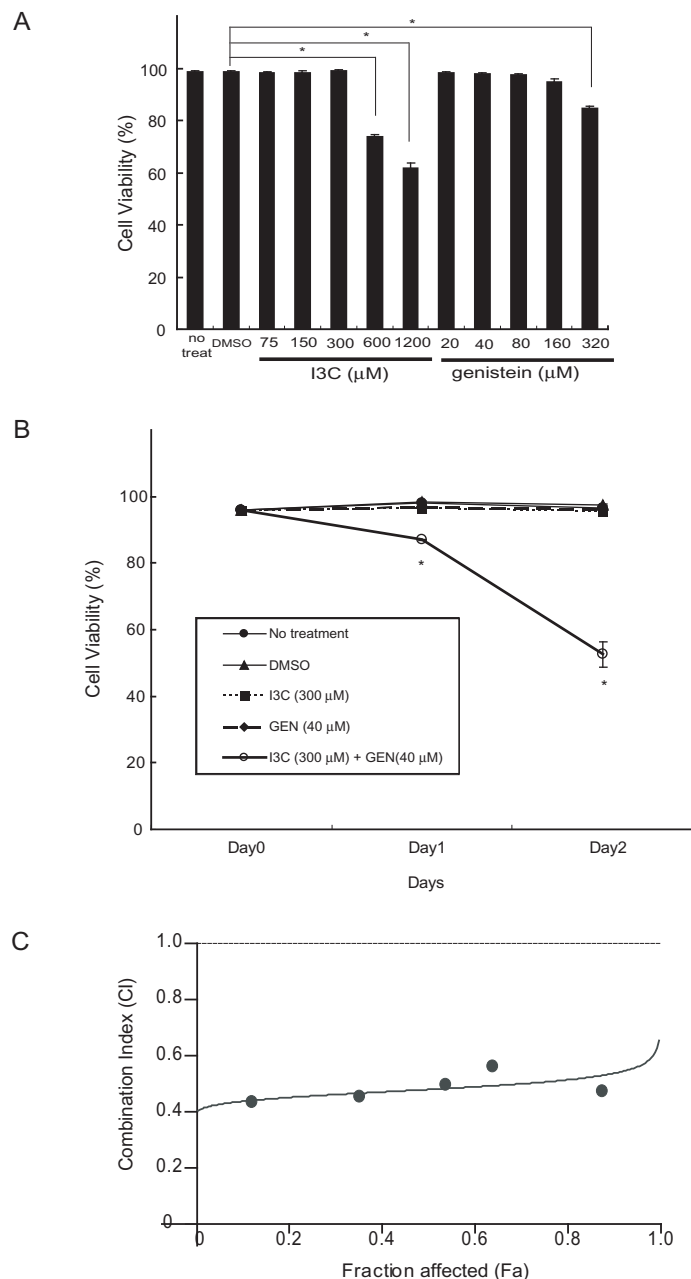 A
Cell Viability (%)
120
100
80
60
40
20
0
*
*
*
no treat
DMSO
75 150 300 600 1200
20 40 80 160 320
I3C (μM)
genistein (μM)
B
Cell Viability (%)
100
80
60
40
20
0
*
*
No treatment
DMSO
I3C (300 μM)
GEN (40 μM)
I3C (300 μM) + GEN(40 μM)
Day0 Day1 Day2
Days
C
Combination Index (CI)
1.0
0.8
0.6
0.4
0.2
0
0 0.2 0.4 0.6 0.8 1.0
Fraction affected (Fa)